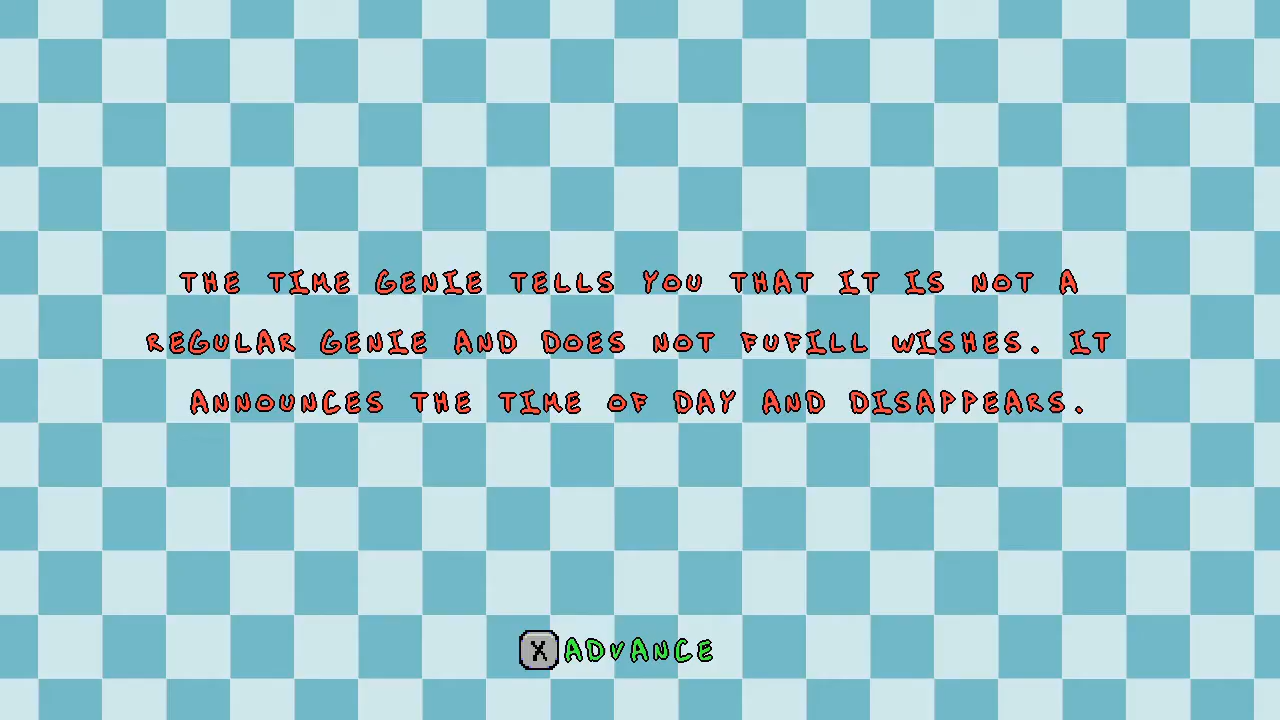 THE TIME GENIE TELLS YOU THAT IT IS NOT A
REGULAR GENIE AND DOES NOT FUFILL WISHES. IT
ANNOUNCES THE TIME OF DAY AND DISAPPEARS.
X ADVANCE